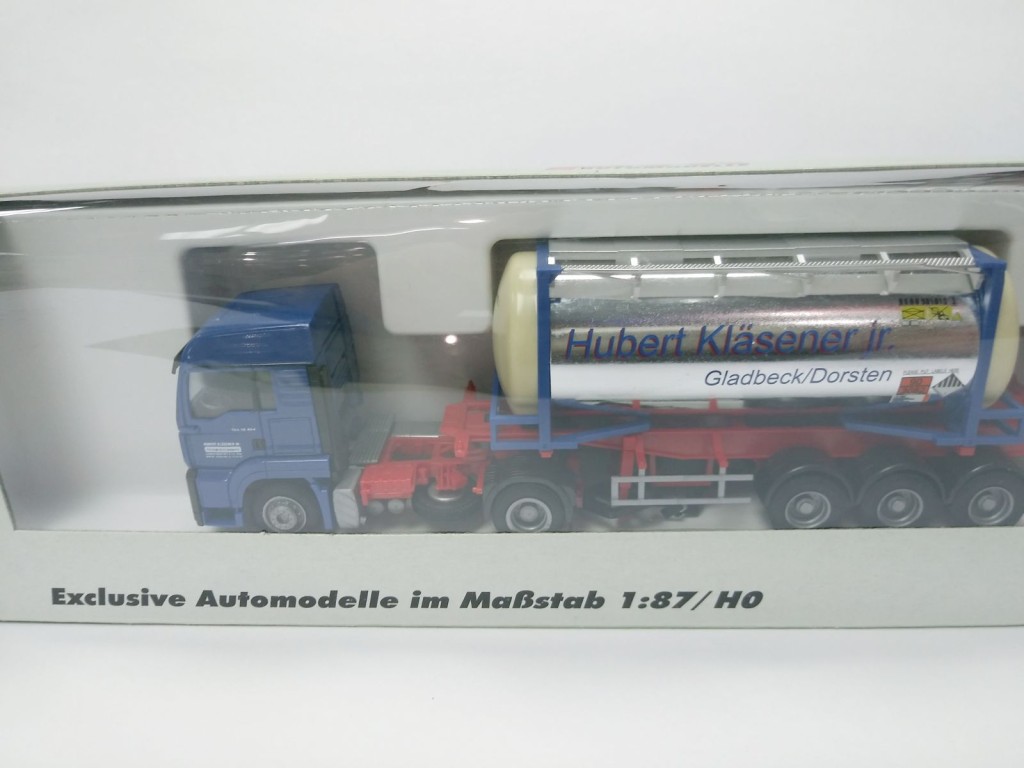 Hubert Kläsener jr.
Gladbeck/Dorsten
Exclusive Automodelle im Maßstab 1:87/H0